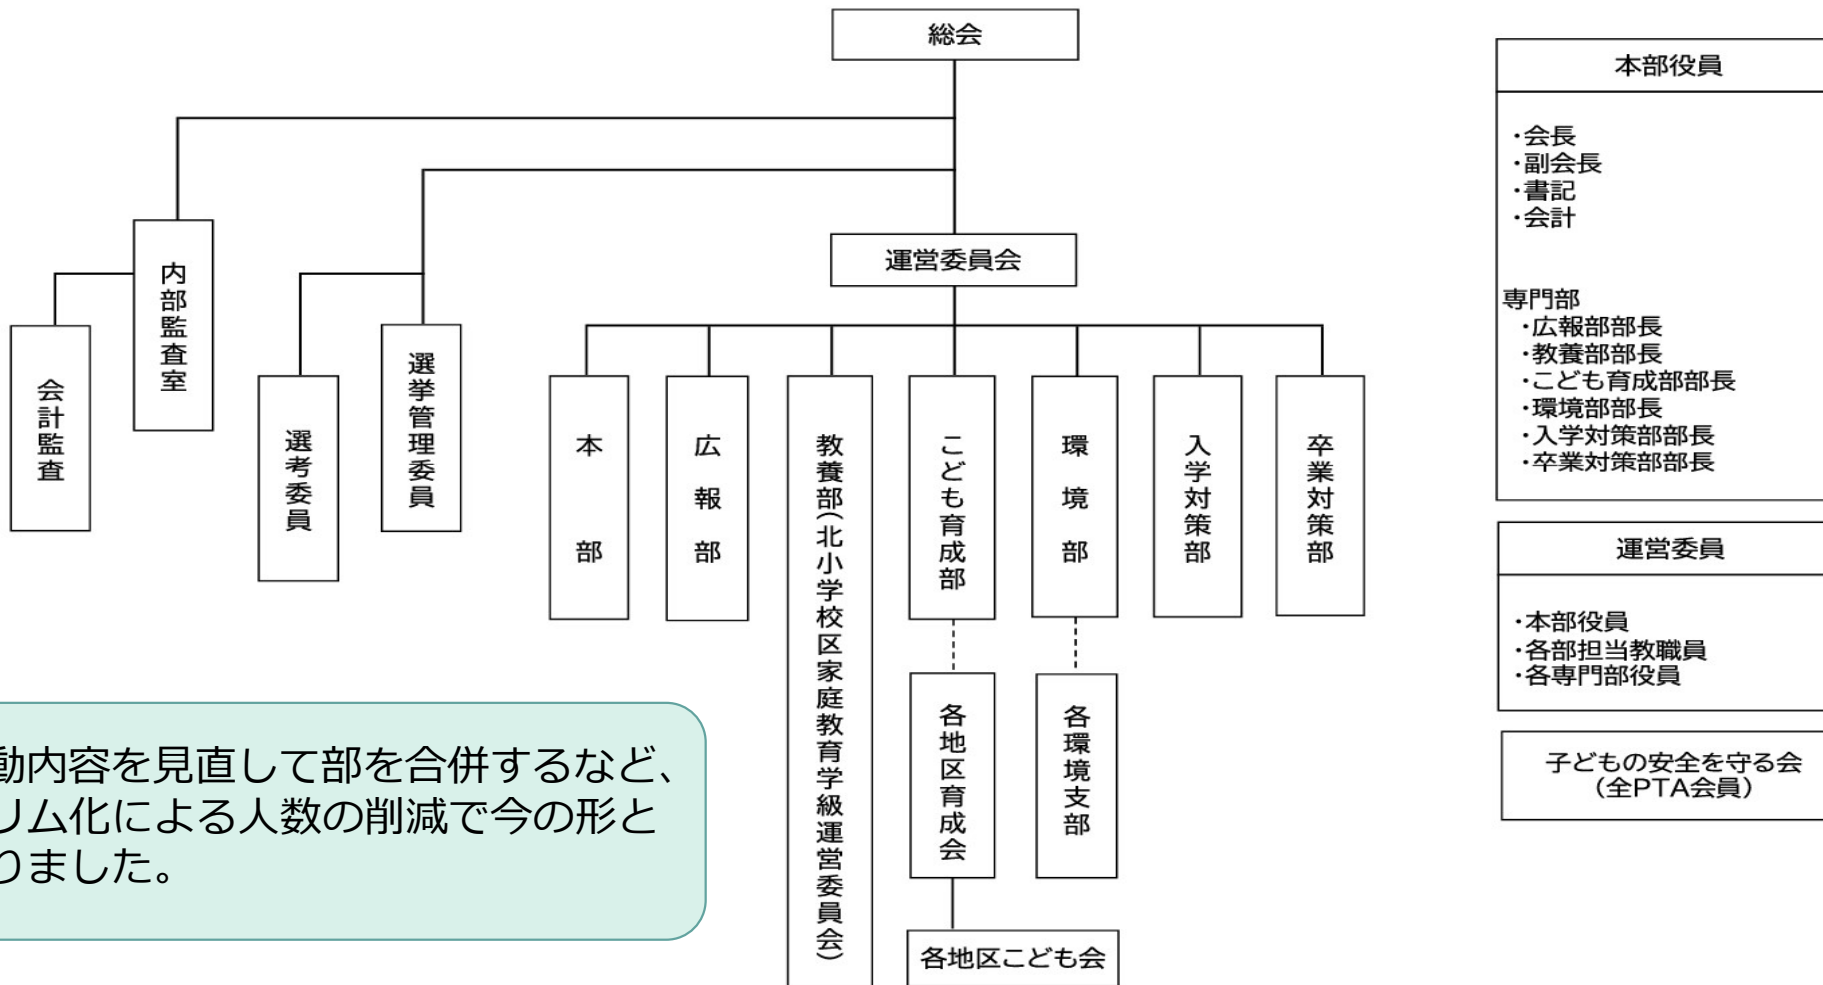 総会
運営委員会
内部監査室
会計監査
選挙管理委員
選考委員
本部
広報部
教養部(北小学校区家庭教育学級運営委員会)
こども育成部
環境部
入学対策部
卒業対策部
各地区育成会
各環境支部
各地区こども会
動内容を見直して部を合併するなど、
リム化による人数の削減で今の形と
りました。
本部役員
・会長
・副会長
・書記
・会計
専門部
・広報部部長
・教養部部長
・こども育成部部長
・環境部部長
・入学対策部部長
・卒業対策部部長
運営委員
・本部役員
・各部担当教職員
・各専門部役員
子どもの安全を守る会
(全PTA会員)